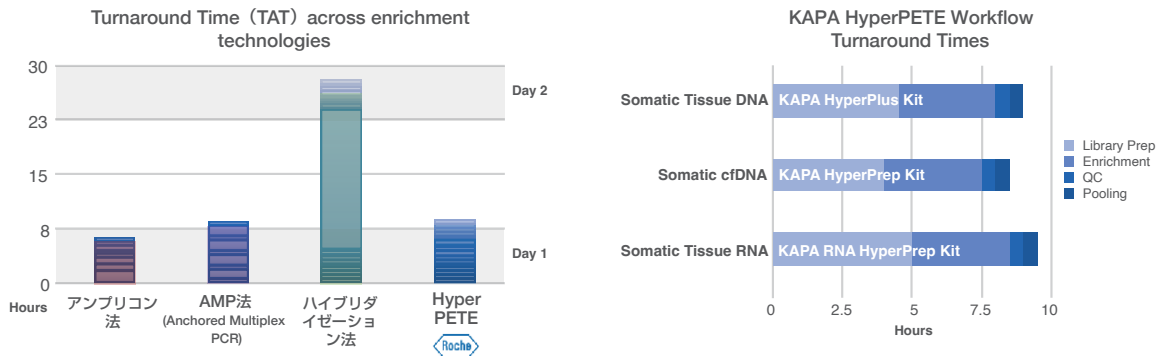 Turnaround Time（TAT）across enrichment
technologies
30
23
15
8
0
Hours
Day 2
Day 1
アンプリコン
法
AMP法
(Anchored Multiplex
PCR)
ハイブリダ
イゼーショ
ン法
Hyper
PETE
Roche
KAPA HyperPETE Workflow
Turnaround Times
Somatic Tissue DNA
KAPA HyperPlus Kit
Somatic cfDNA
KAPA HyperPrep Kit
Somatic Tissue RNA
KAPA RNA HyperPrep Kit
0
2.5
5
7.5
10
Hours
Library Prep
Enrichment
QC
Pooling